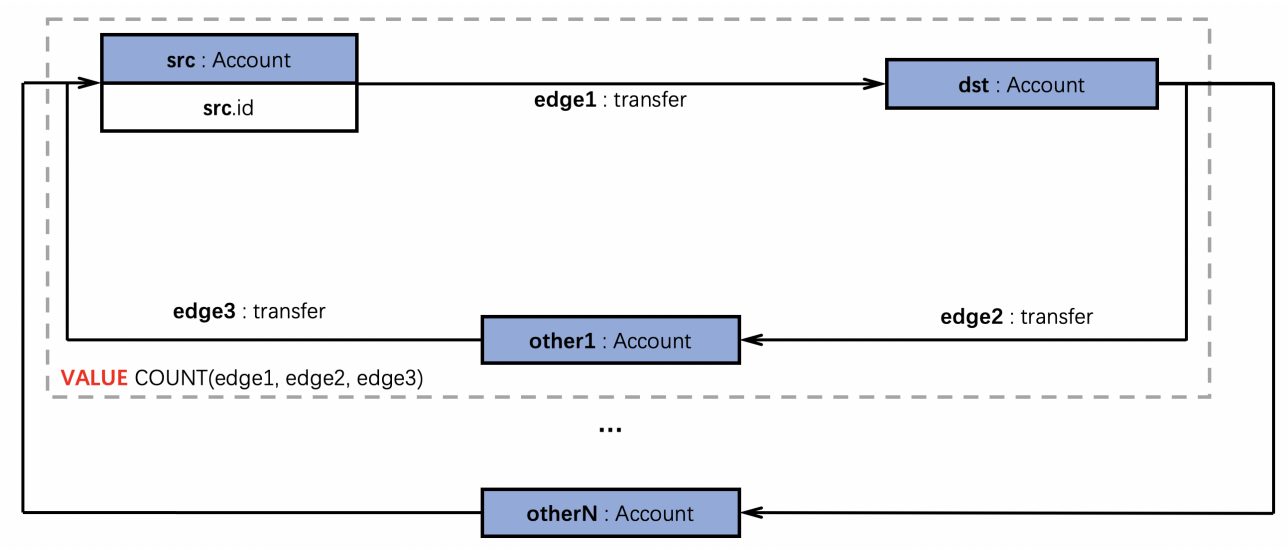 src : Account
src.id
edge1 : transfer
dst : Account
edge3 : transfer
edge2 : transfer
other1 : Account
VALUE COUNT(edge1, edge2, edge3)
...
otherN : Account